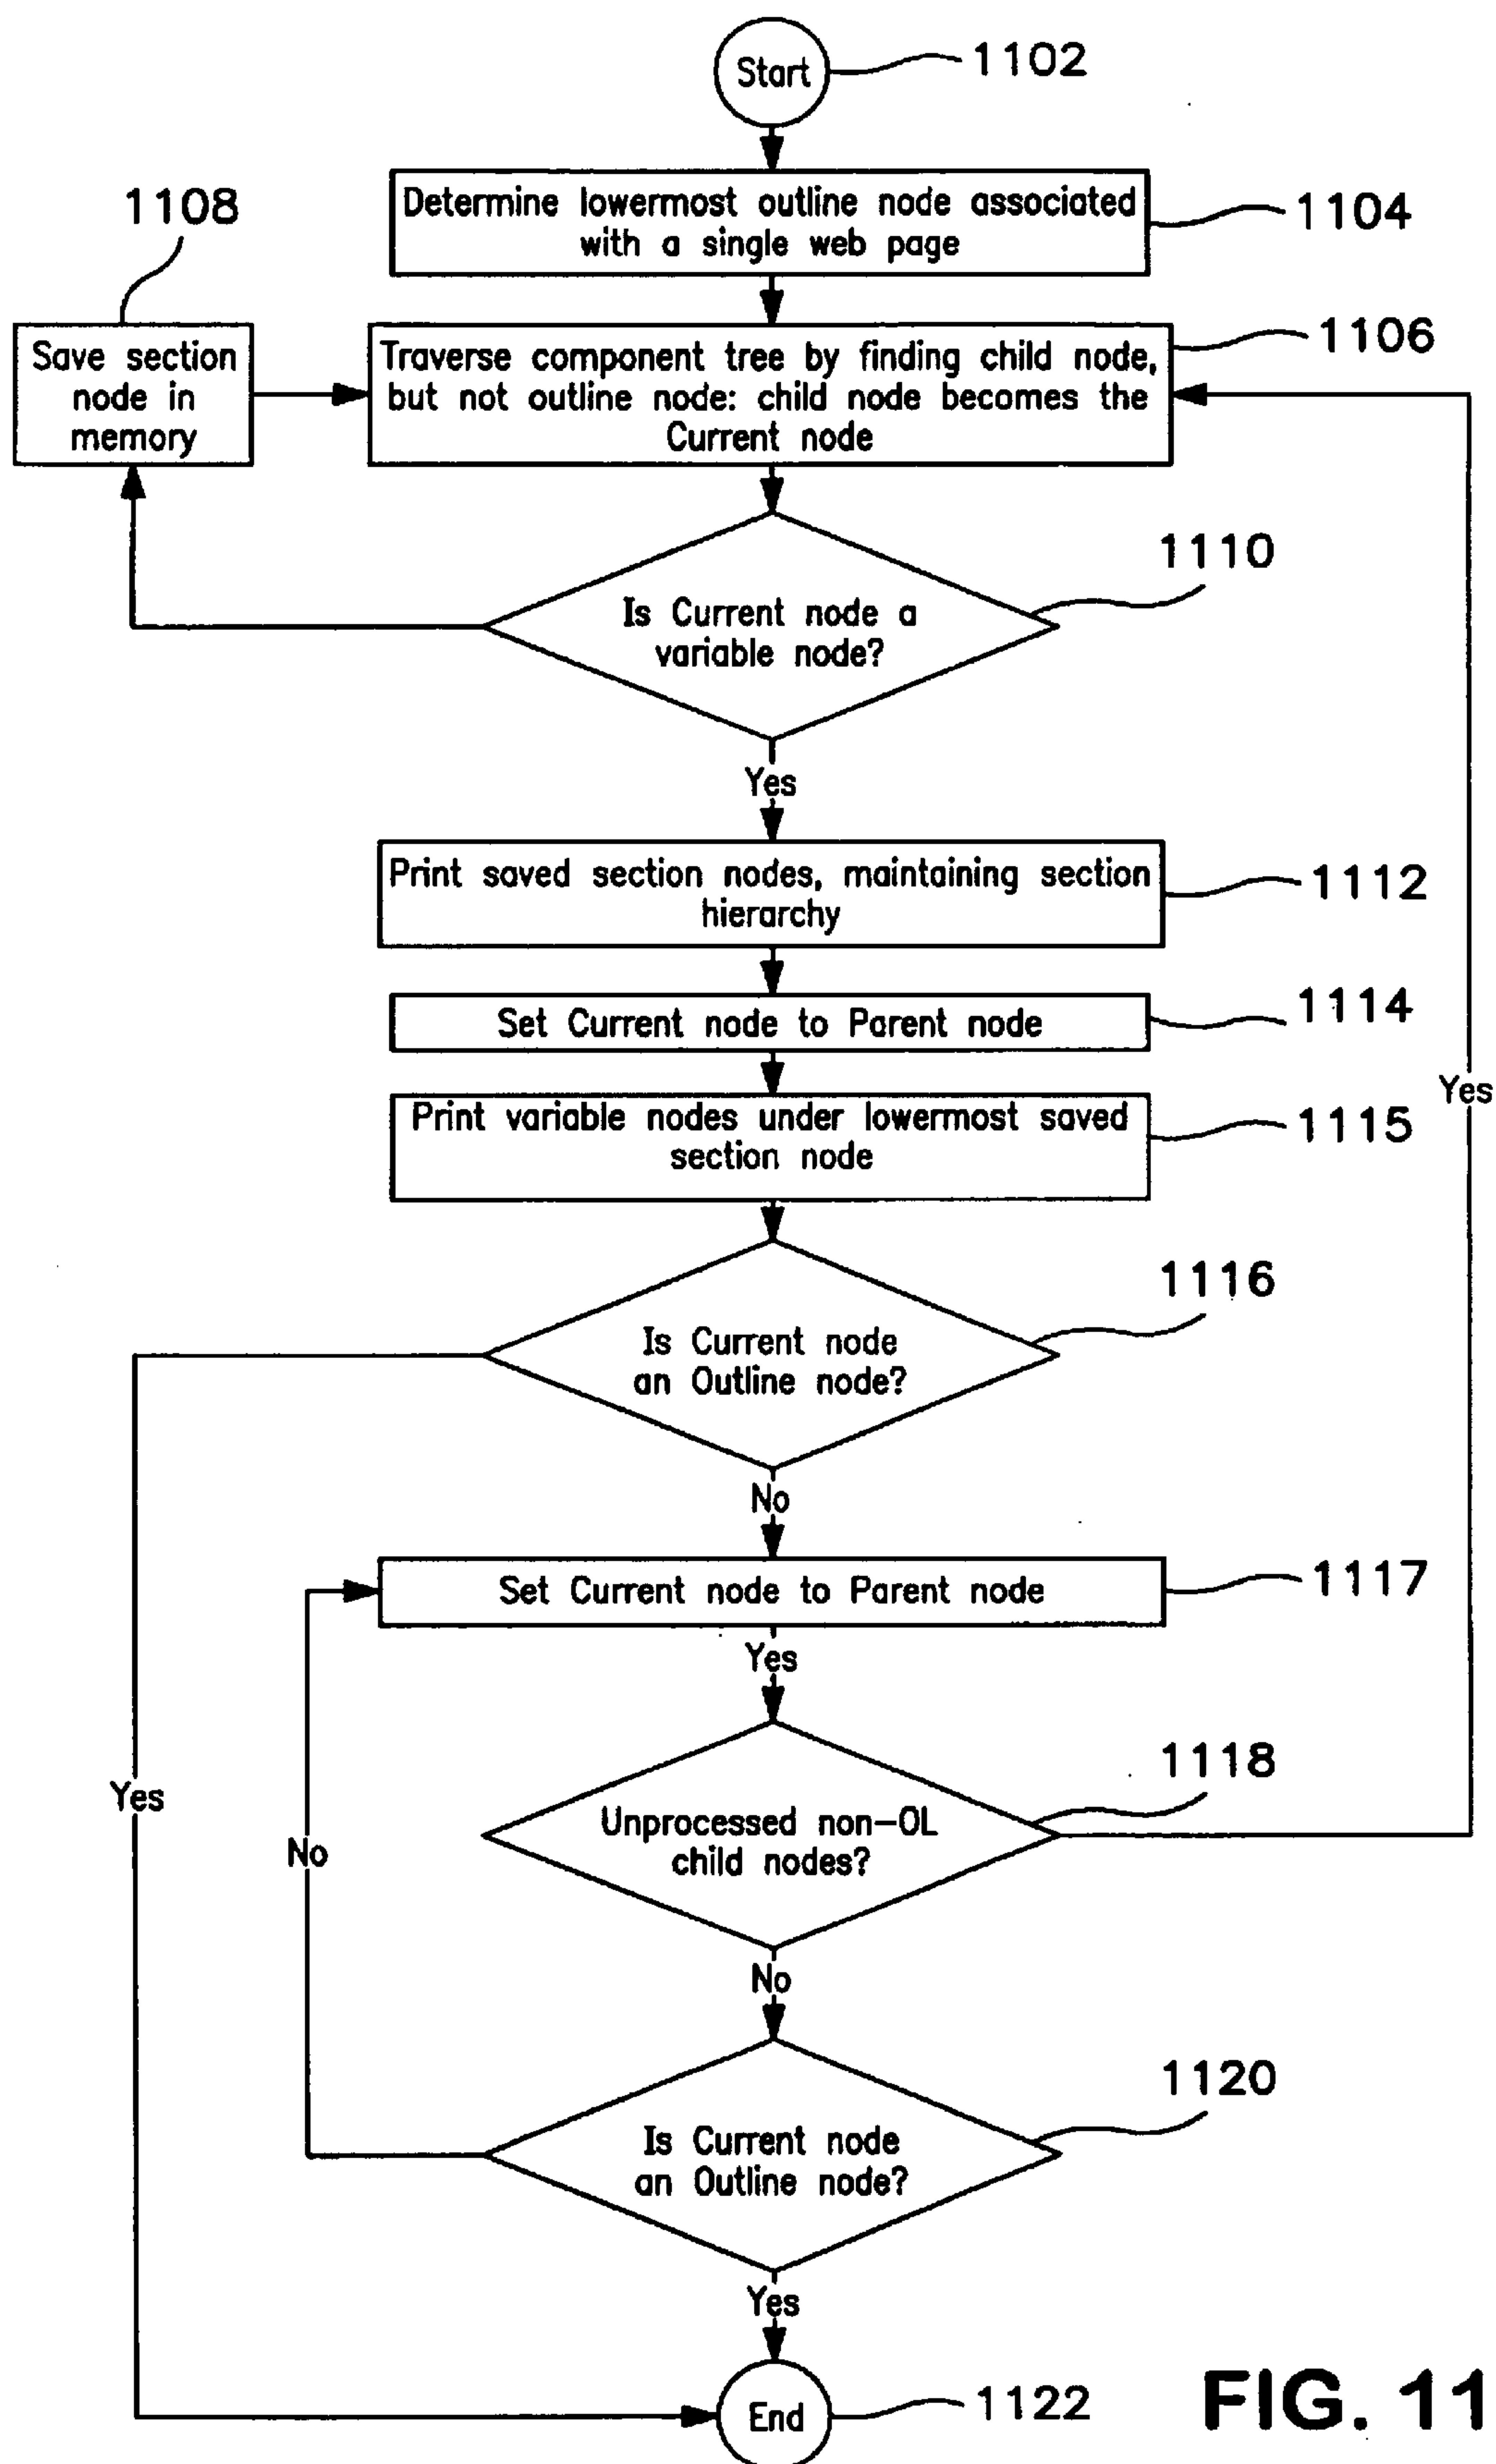 Start
1102
Determine lowermost outline node associated
with a single web page
1104
1108
Save section
node in
memory
Traverse component tree by finding child node,
but not outline node: child node becomes the
Current node
1106
Is Current node a
variable node?
1110
Yes
Print saved section nodes, maintaining section
hierarchy
1112
Set Current node to Parent node
1114
Print variable nodes under lowermost saved
section node
1115
Yes
Is Current node
an Outline node?
1116
No
Set Current node to Parent node
1117
Yes
Yes
No
Unprocessed non-OL
child nodes?
1118
No
Is Current node
an Outline node?
1120
Yes
End
1122
FIG. 11